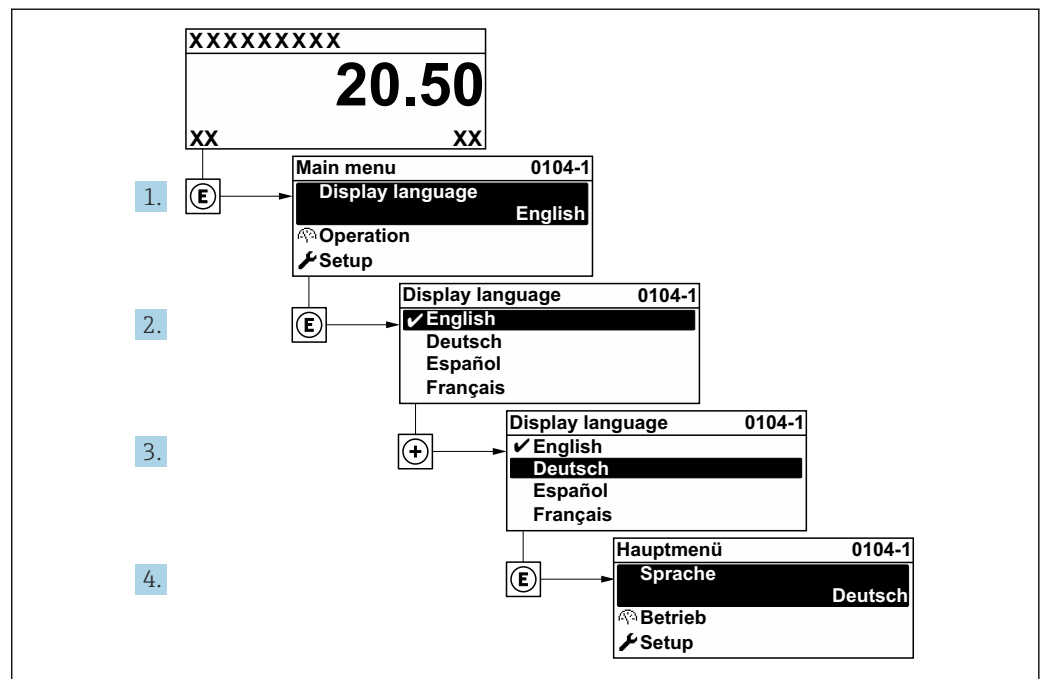 XXXXXXXXX
20.50
XX XX
1. E
Main menu 0104-1
Display language
English
Operation
Setup
2. E
Display language 0104-1
✔English
Deutsch
Español
Français
3. +
Display language 0104-1
✔English
Deutsch
Español
Français
4. E
Hauptmenü 0104-1
Sprache
Deutsch
Betrieb
Setup